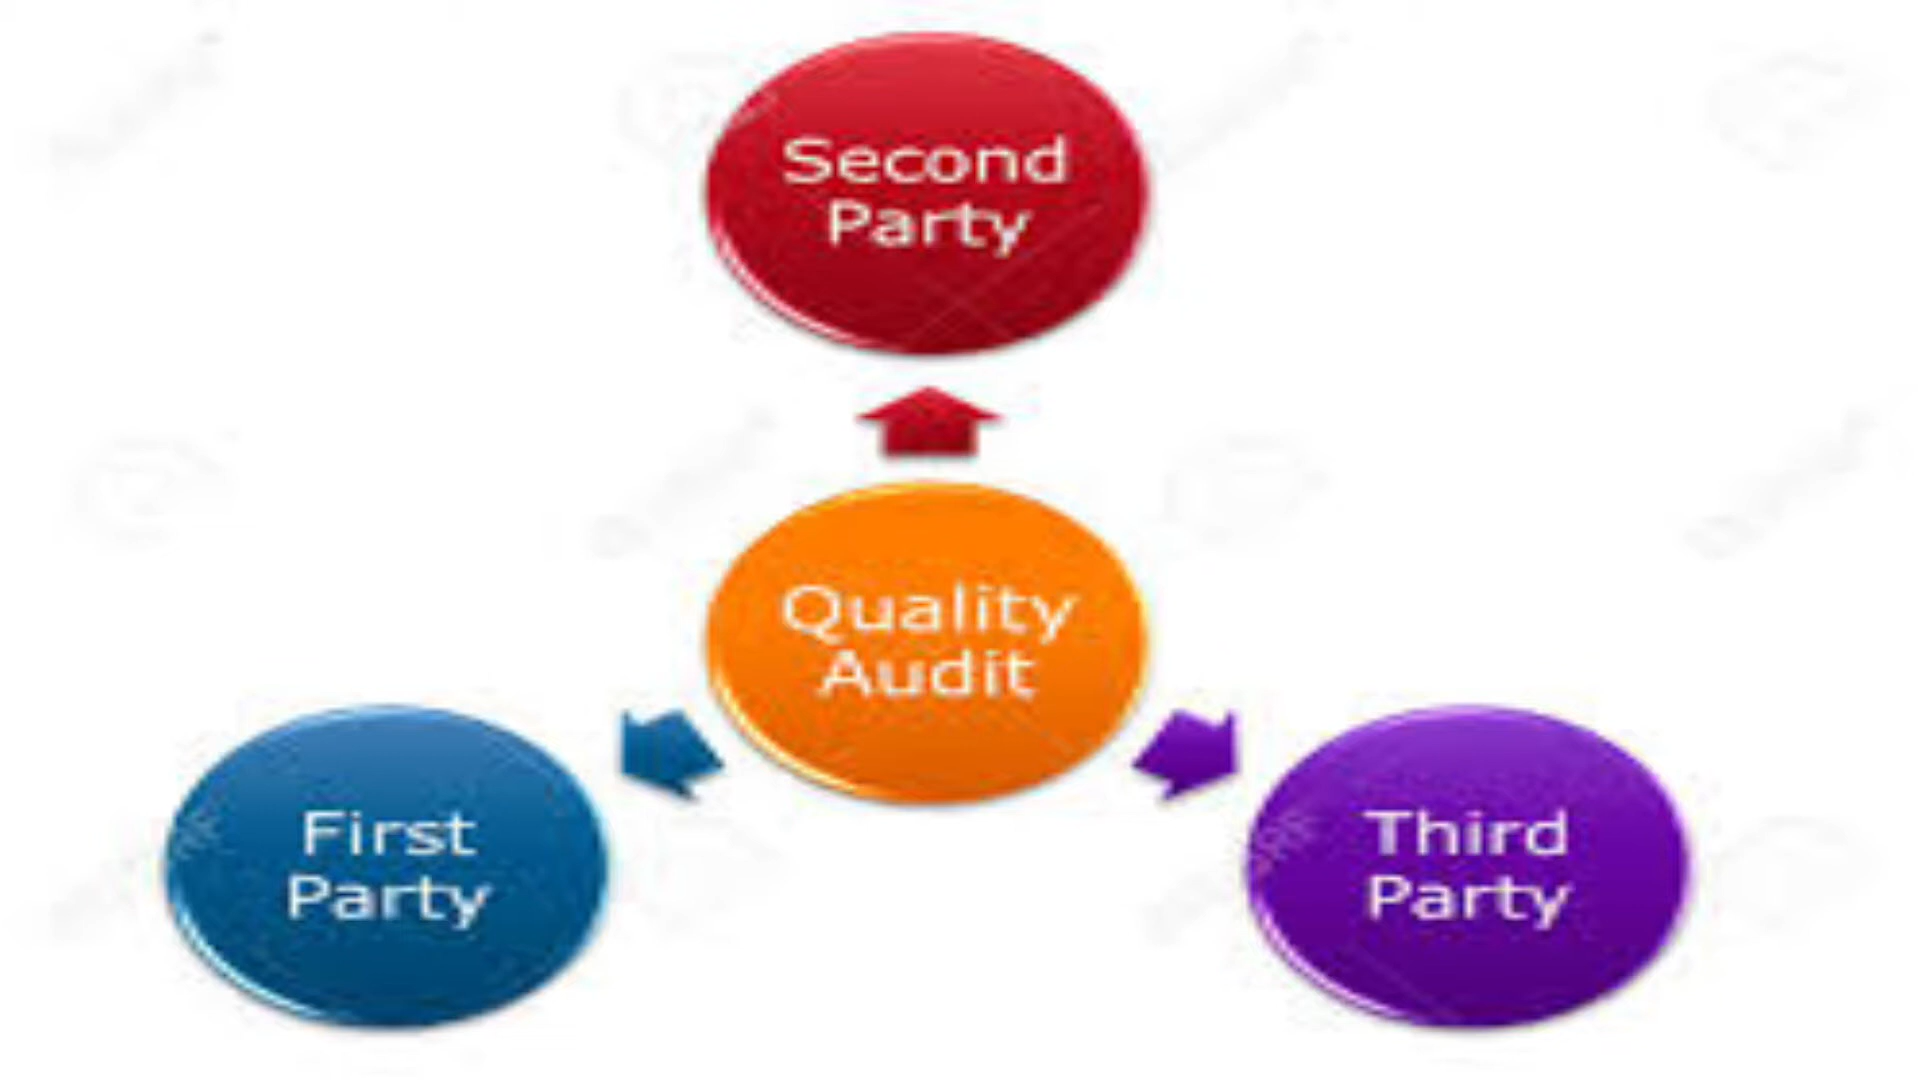 Second
Party
Quality
Audit
First
Party
Third
Party